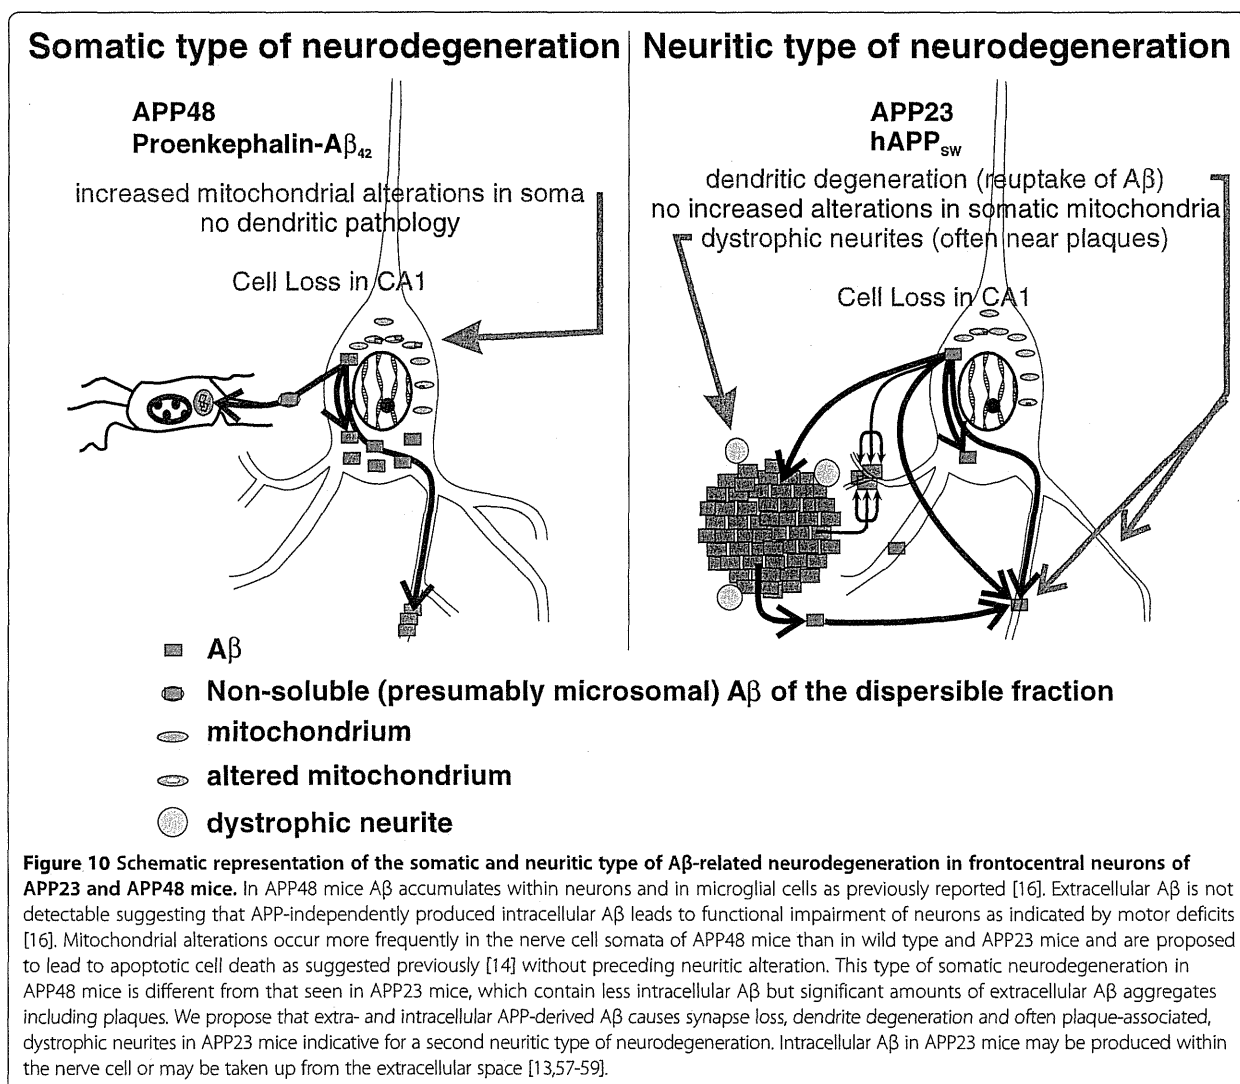 Somatic type of neurodegeneration
APP48
Proenkephalin-Aβ42
increased mitochondrial alterations in soma
no dendritic pathology
Cell Loss in CA1
Neuritic type of neurodegeneration
APP23
hAPPSW
dendritic degeneration (reuptake of Aβ)
no increased alterations in somatic mitochondria
dystrophic neurites (often near plaques)
Cell Loss in CA1
Aβ
Non-soluble (presumably microsomal) Aβ of the dispersible fraction
mitochondrium
altered mitochondrium
dystrophic neurite
Figure 10 Schematic representation of the somatic and neuritic type of Aβ-related neurodegeneration in frontocentral neurons of
APP23 and APP48 mice. In APP48 mice Aβ accumulates within neurons and in microglial cells as previously reported [16]. Extracellular Aβ is not
detectable suggesting that APP-independently produced intracellular Aβ leads to functional impairment of neurons as indicated by motor deficits
[16]. Mitochondrial alterations occur more frequently in the nerve cell somata of APP48 mice than in wild type and APP23 mice and are proposed
to lead to apoptotic cell death as suggested previously [14] without preceding neuritic alteration. This type of somatic neurodegeneration in
APP48 mice is different from that seen in APP23 mice, which contain less intracellular Aβ but significant amounts of extracellular Aβ aggregates
including plaques. We propose that extra- and intracellular APP-derived Aβ causes synapse loss, dendrite degeneration and often plaque-associated,
dystrophic neurites in APP23 mice indicative for a second neuritic type of neurodegeneration. Intracellular Aβ in APP23 mice may be produced within
the nerve cell or may be taken up from the extracellular space [13,57-59].